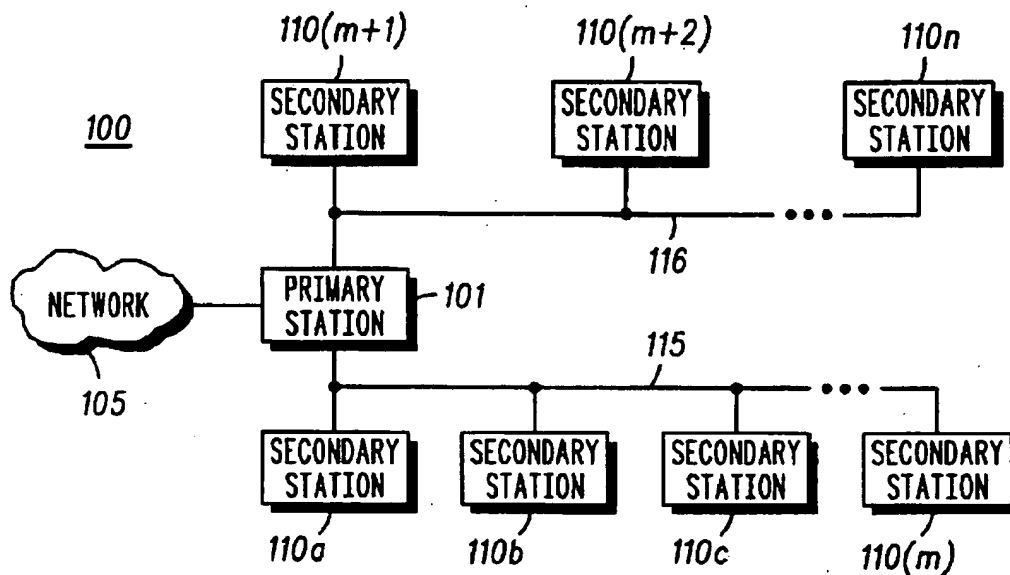 110(m+1)
110(m+2)
110n
100
SECONDARY
STATION
SECONDARY
STATION
SECONDARY
STATION
116
NETWORK
PRIMARY
STATION
101
105
115
SECONDARY
STATION
SECONDARY
STATION
SECONDARY
STATION
SECONDARY
STATION
110a
110b
110c
110(m)